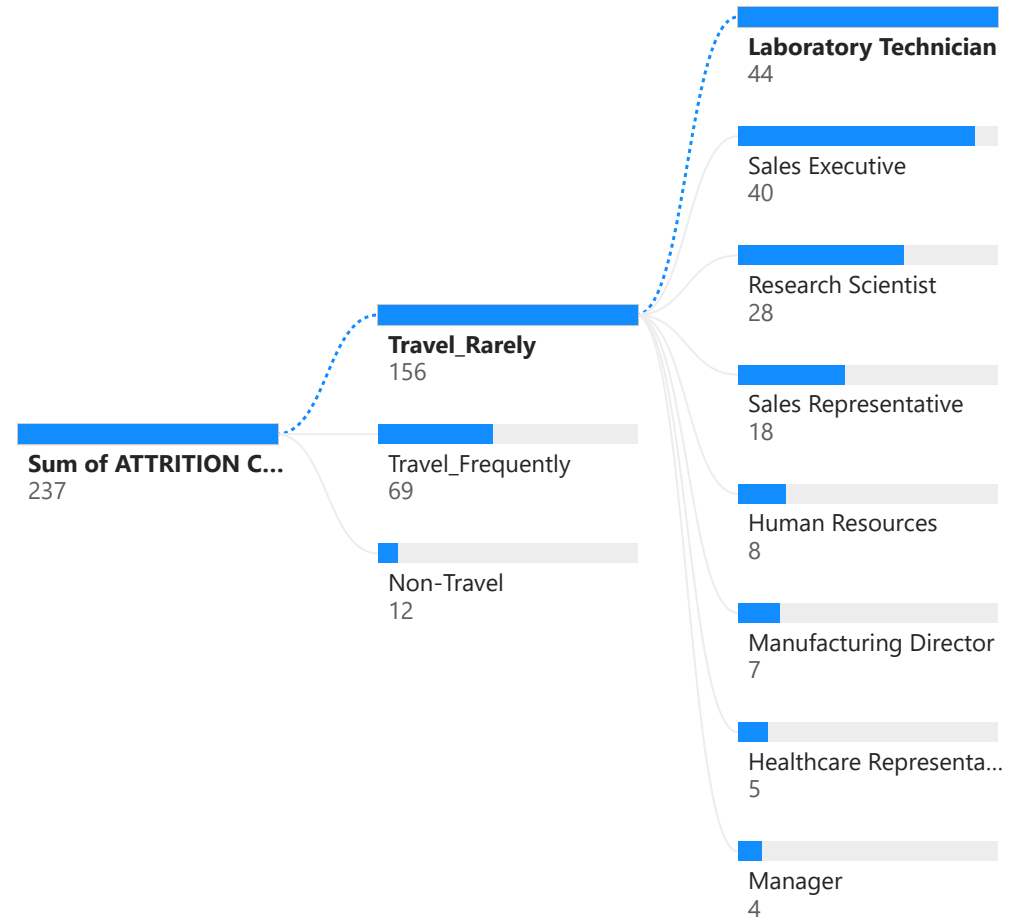 Sum of ATTRITION C...
237
Travel_Rarely
156
Travel_Frequently
69
Non-Travel
12
Laboratory Technician
44
Sales Executive
40
Research Scientist
28
Sales Representative
18
Human Resources
8
Manufacturing Director
7
Healthcare Representa...
5
Manager
4